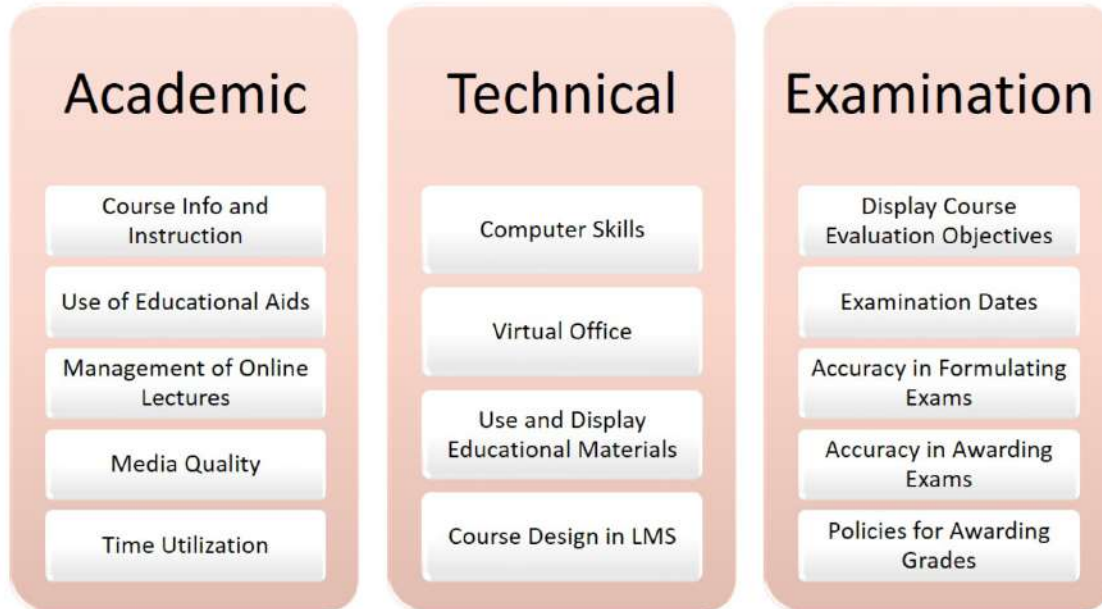 Academic
Course Info and
Instruction
Use of Educational Aids
Management of Online
Lectures
Media Quality
Time Utilization
Technical
Computer Skills
Virtual Office
Use and Display
Educational Materials
Course Design in LMS
Examination
Display Course
Evaluation Objectives
Examination Dates
Accuracy in Formulating
Exams
Accuracy in Awarding
Exams
Policies for Awarding
Grades